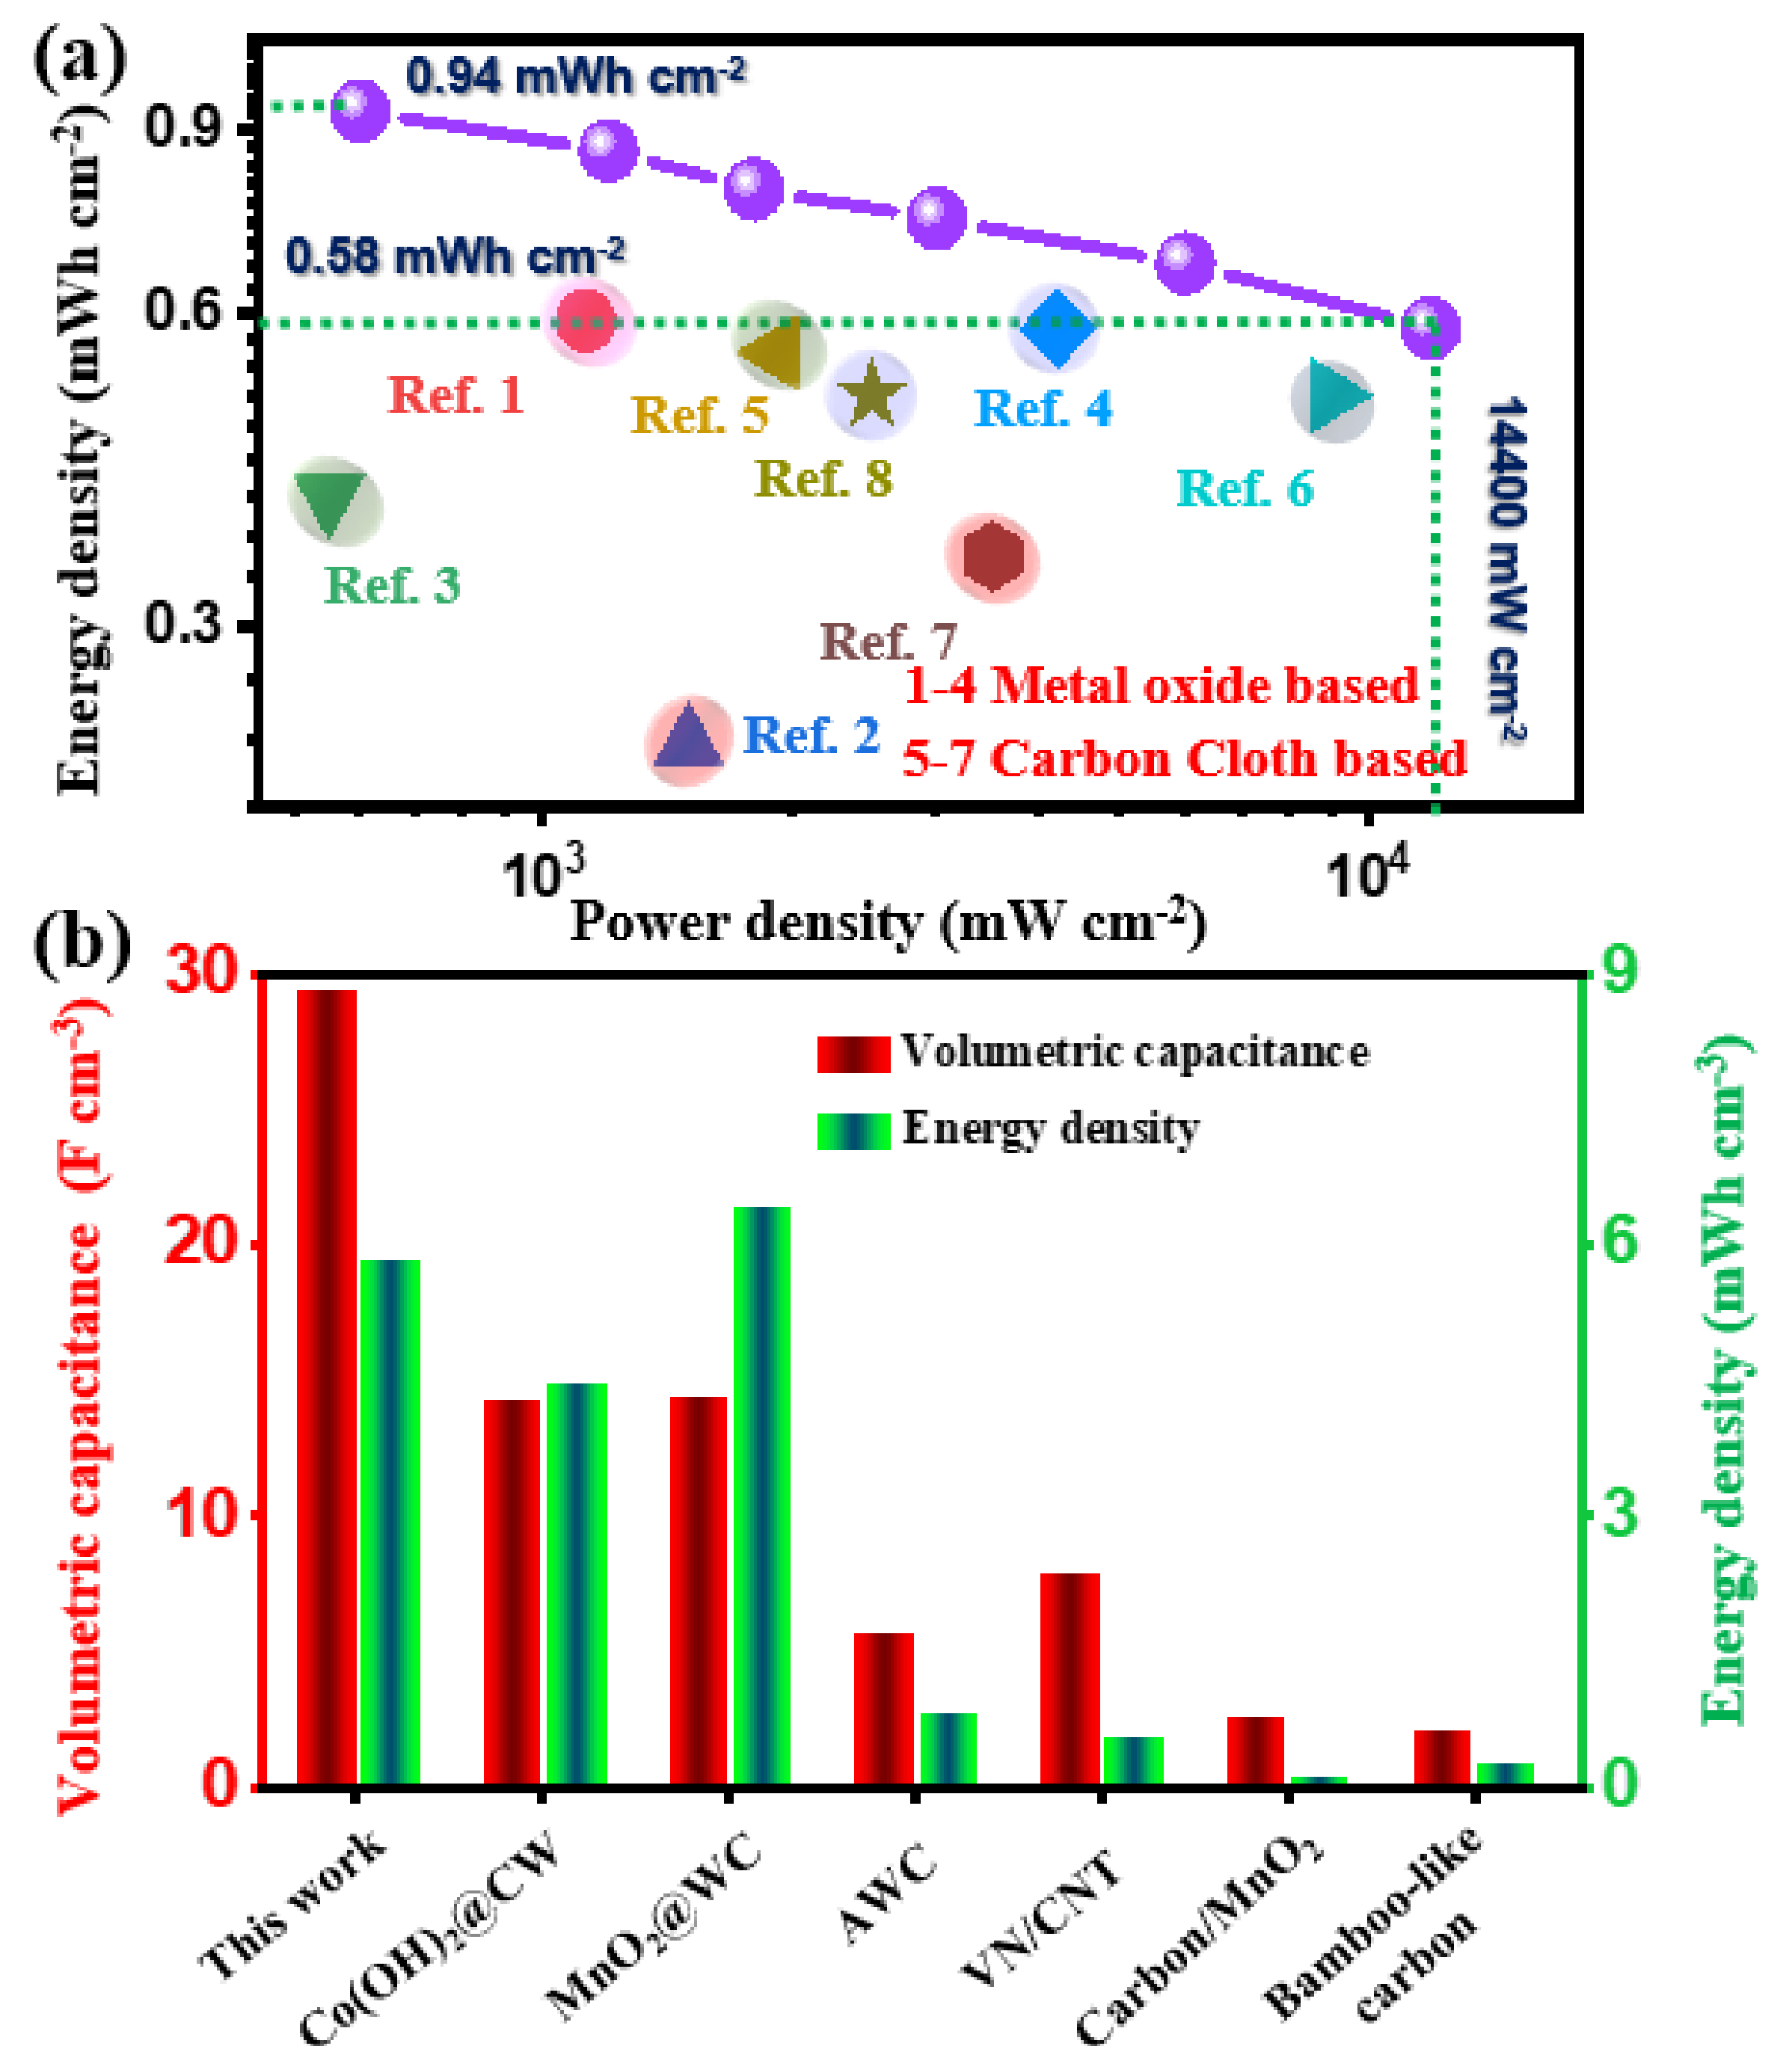 (a)
Energy density (mWh cm⁻²)
0.9
0.6
0.3
0.94 mWh cm⁻²
0.58 mWh cm⁻²
Ref. 1
Ref. 5
Ref. 4
Ref. 8
Ref. 6
Ref. 3
Ref. 7
Ref. 2
1-4 Metal oxide based
5-7 Carbon Cloth based
14400 mW cm⁻²
10³
10⁴
Power density (mW cm⁻²)
(b)
Volumetric capacitance (F cm⁻³)
30
20
10
0
Volumetric capacitance
Energy density
9
6
3
0
Energy density (mWh cm⁻³)
This work
Co(OH)₂@CW
MnO₂@WC
AWC
VN/CNT
Carbon/MnO₂
Bamboo-like
carbon